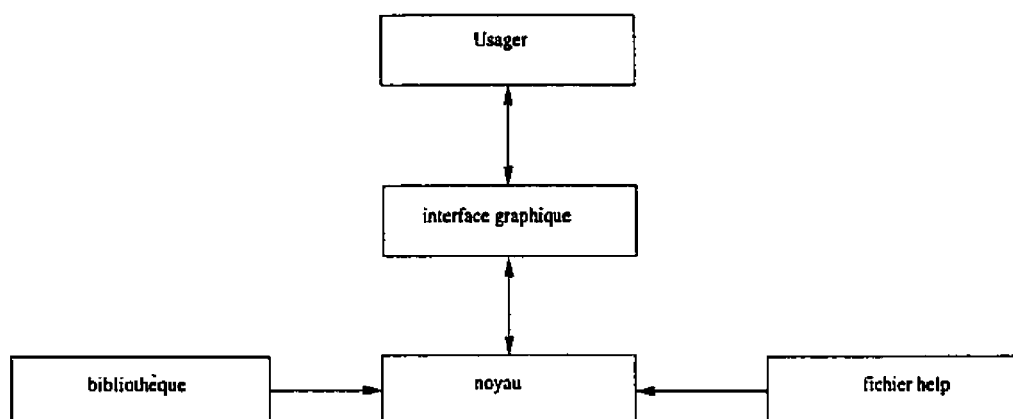 Usager
interface graphique
bibliothèque
noyau
fichier help